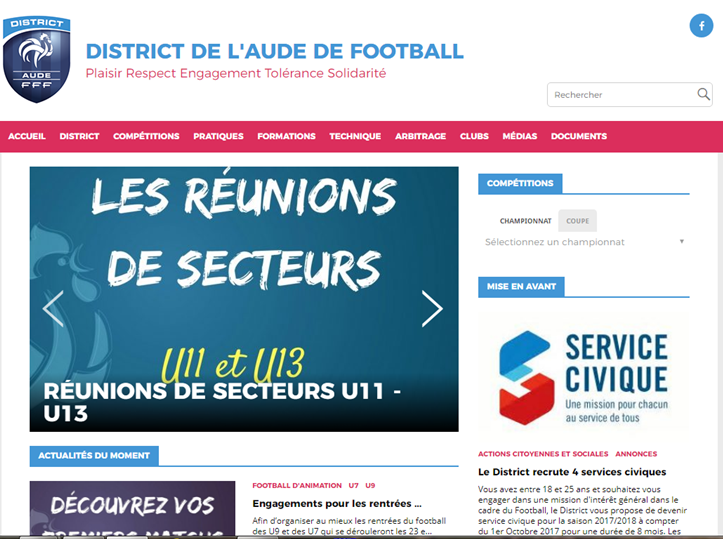 DISTRICT
AUDE
FFF
DISTRICT DE L'AUDE DE FOOTBALL
Plaisir Respect Engagement Tolérance Solidarité
f
Rechercher
ACCUEIL DISTRICT COMPÉTITIONS PRATIQUES FORMATIONS TECHNIQUE ARBITRAGE CLUBS MÉDIAS DOCUMENTS
LES RÉUNIONS
DE SECTEURS
U11 et U13
RÉUNIONS DE SECTEURS U11 -
U13
ACTUALITÉS DU MOMENT
DÉCOUVREZ VOS
PREMIERS MATCHS
FOOTBALL D'ANIMATION U7 U9
Engagements pour les rentrées ...
Afin d'organiser au mieux les rentrées du football
des U9 et des U7 qui se dérouleront les 23 e...
COMPÉTITIONS
CHAMPIONNAT COUPE
Sélectionnez un championnat
MISE EN AVANT
SERVICE
CIVIQUE
Une mission pour chacun
au service de tous
ACTIONS CITOYENNES ET SOCIALES ANNONCES
Le District recrute 4 services civiques
Vous avez entre 18 et 25 ans et souhaitez vous
engager dans une mission d'intérêt général dans le
cadre du Football, le District vous propose de devenir
service civique pour la saison 2017/2018 à compter
du 1er Octobre 2017 pour une durée de 8 mois. Les